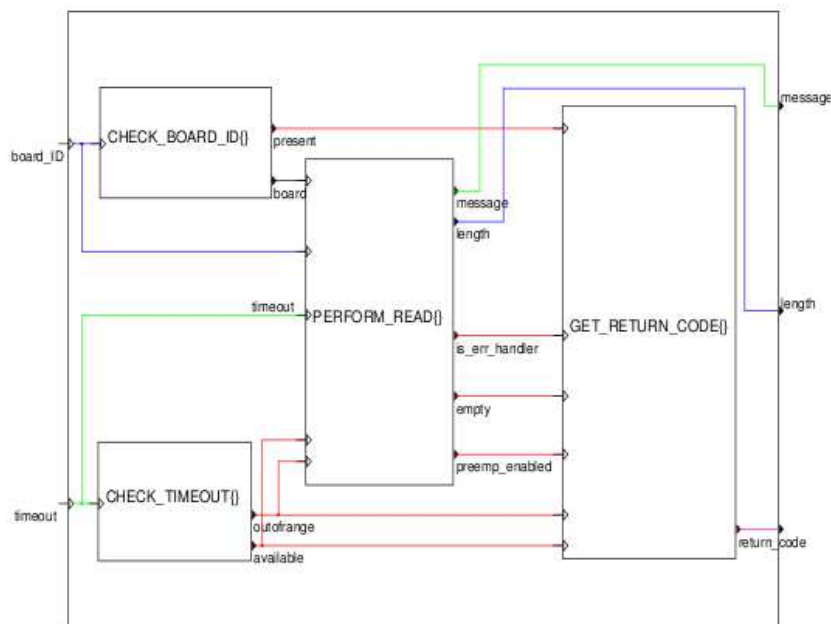 message
CHECK_BOARD_ID{}
present
board_ID
board
message
length
timeout
PERFORM_READ{}
length
GET_RETURN_CODE{}
is_err_handler
empty
preemp_enabled
CHECK_TIMEOUT{}
timeout
outofrange
available
return_code